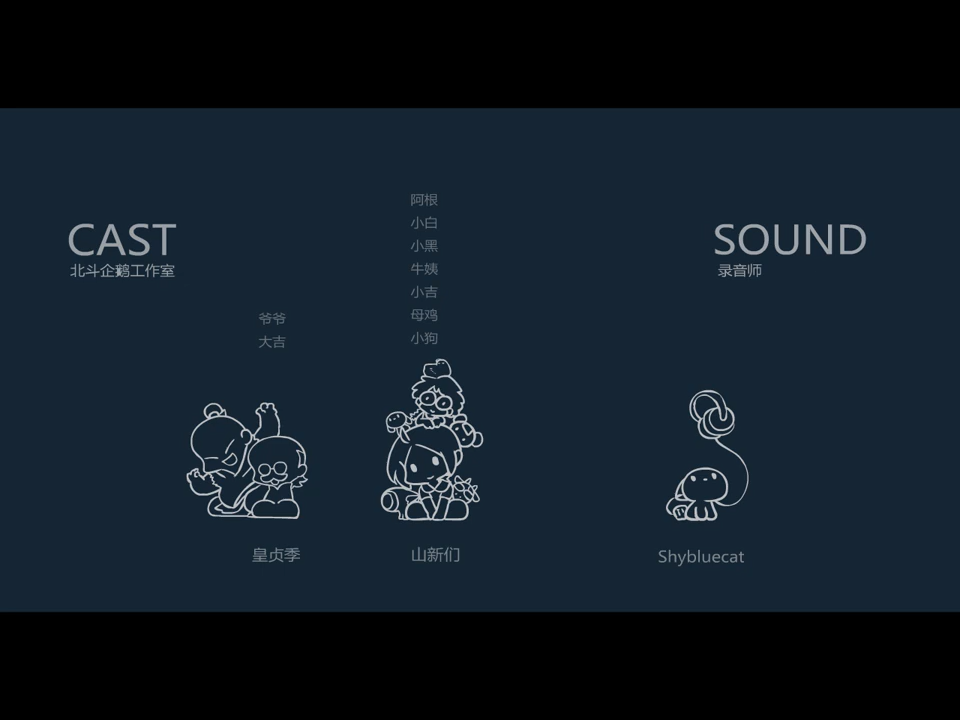 CAST
北斗企鹅工作室
爷爷
大吉
皇贞季
阿根
小白
小黑
牛姨
小吉
母鸡
小狗
山新们
SOUND
录音师
Shybluecat